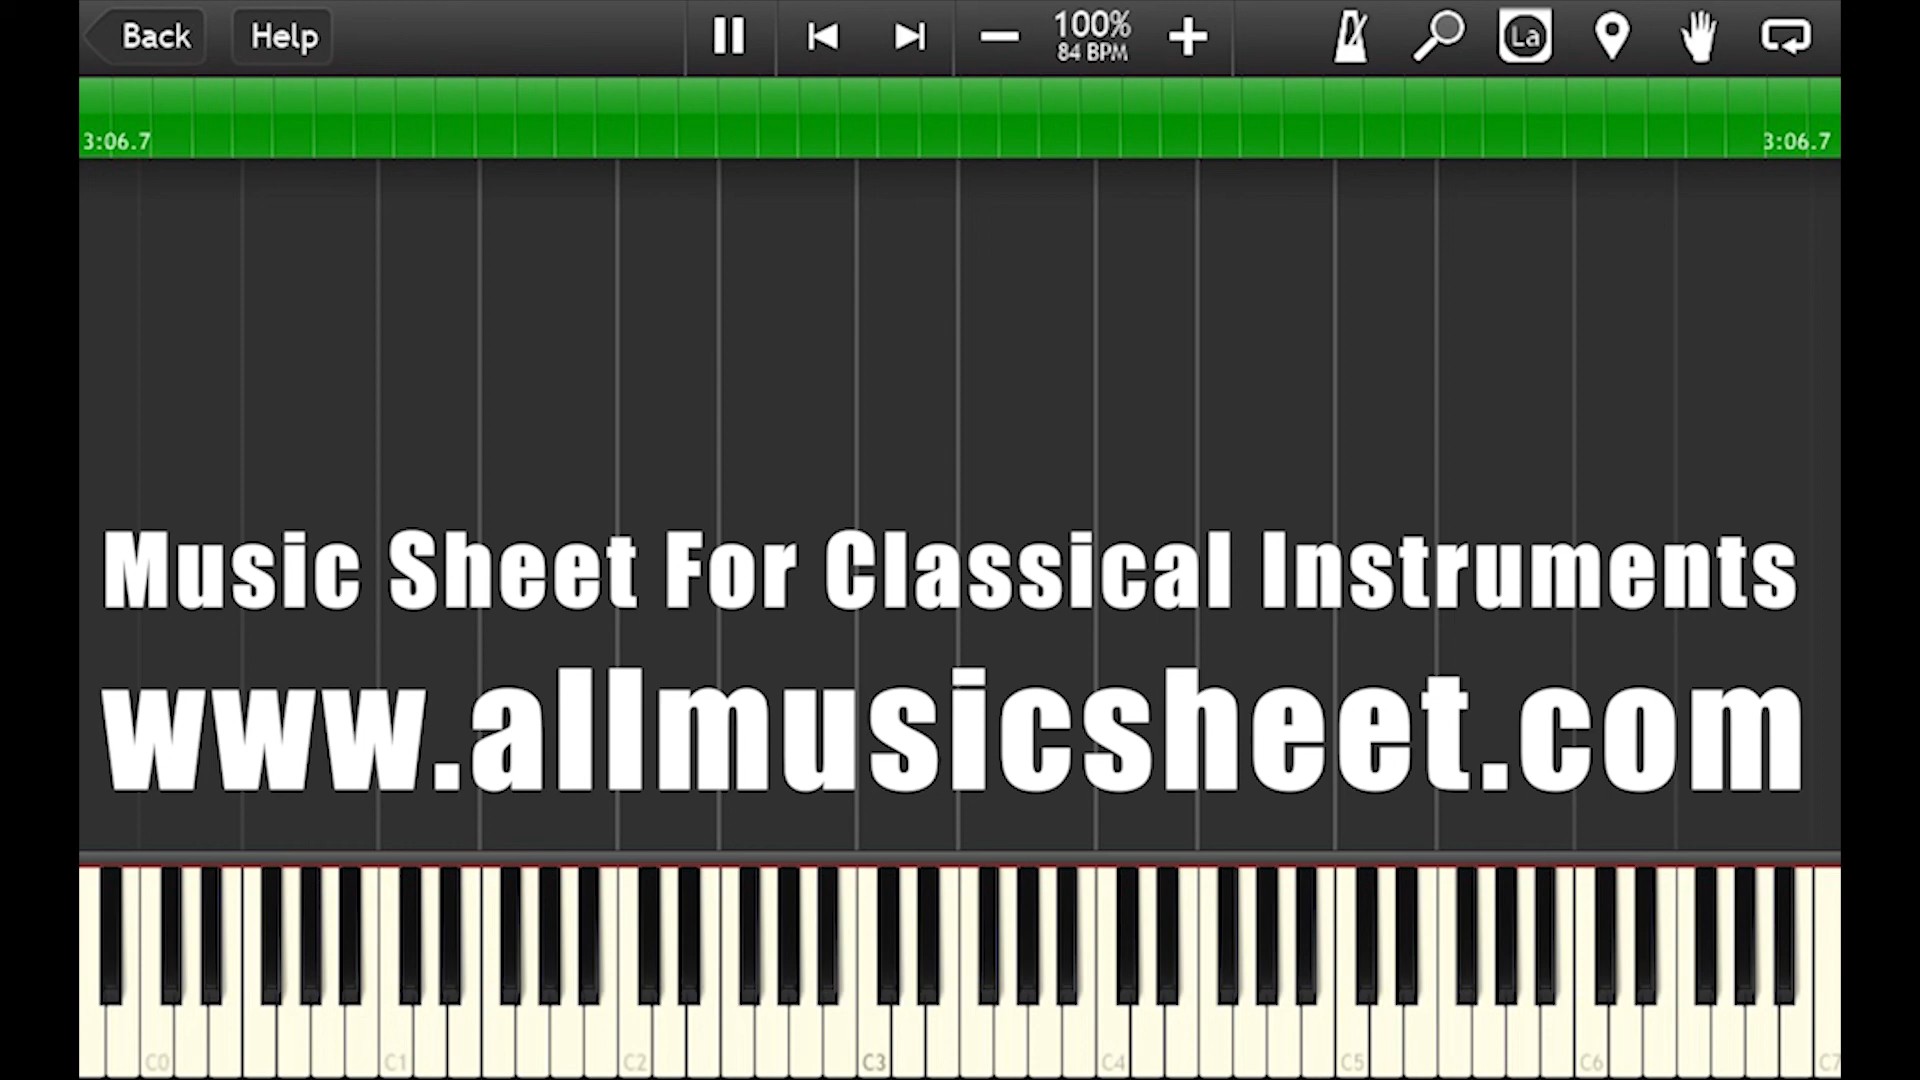 Back Help 100% La
84 BPM
3:06.7 3:06.7
Music Sheet For Classical Instruments
www.allmusicsheet.com
C0 C1 C2 C3 C4 C5 C6 C7